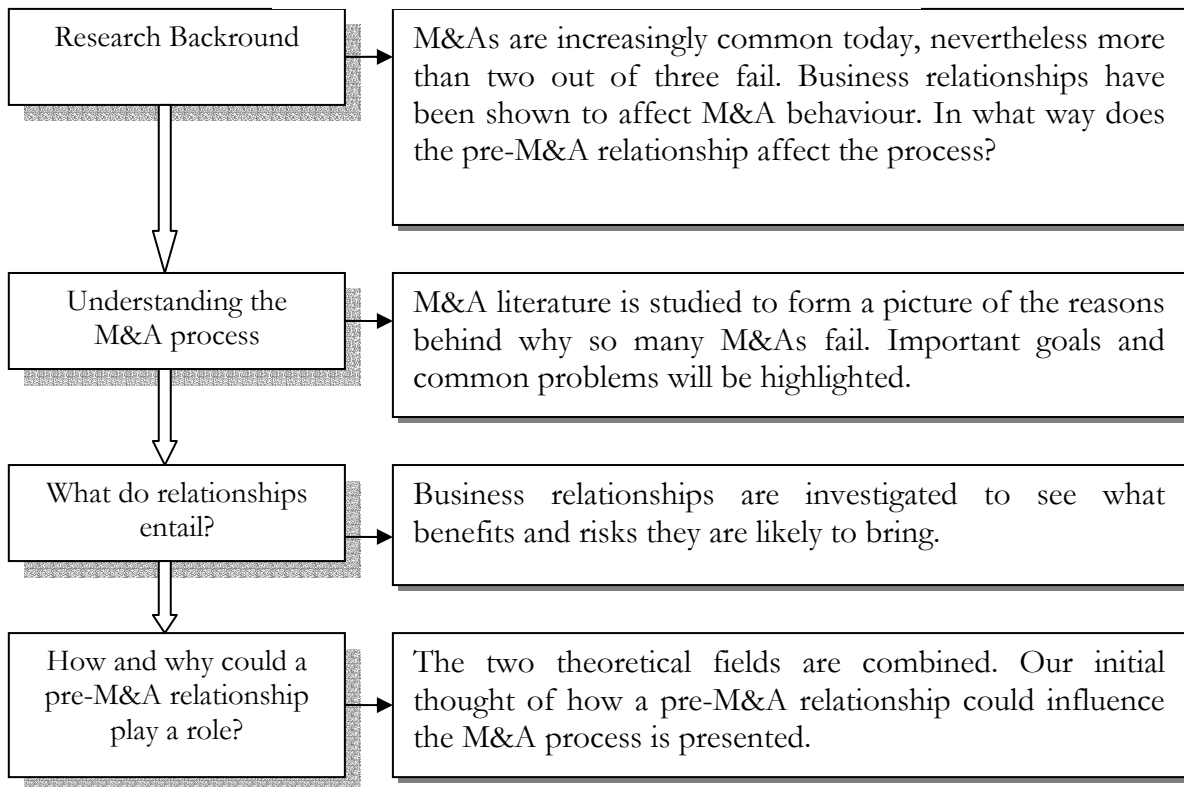 Research Backround
M&As are increasingly common today, nevertheless more
than two out of three fail. Business relationships have
been shown to affect M&A behaviour. In what way does
the pre-M&A relationship affect the process?
Understanding the
M&A process
M&A literature is studied to form a picture of the reasons
behind why so many M&As fail. Important goals and
common problems will be highlighted.
What do relationships
entail?
Business relationships are investigated to see what
benefits and risks they are likely to bring.
How and why could a
pre-M&A relationship
play a role?
The two theoretical fields are combined. Our initial
thought of how a pre-M&A relationship could influence
the M&A process is presented.